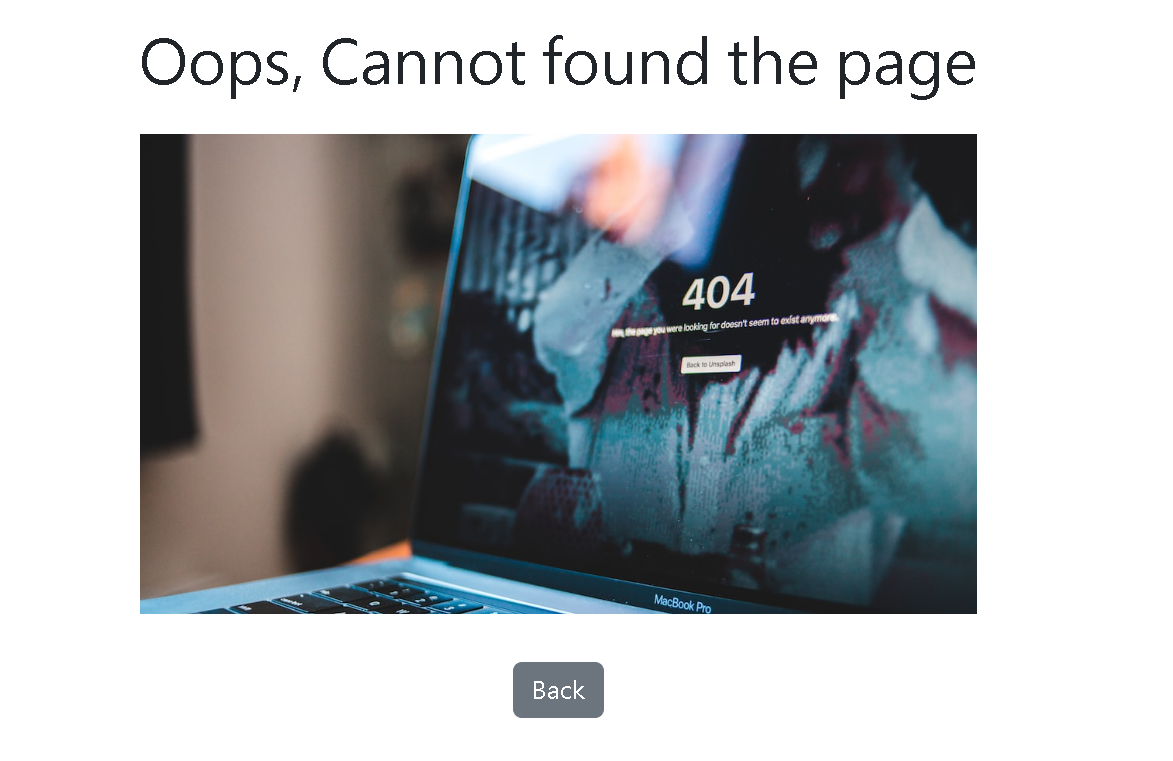 Oops, Cannot found the page
404
the page you were looking for doesn't seem to exist anymore.
Back to Unsplash
MacBook Pro
Back